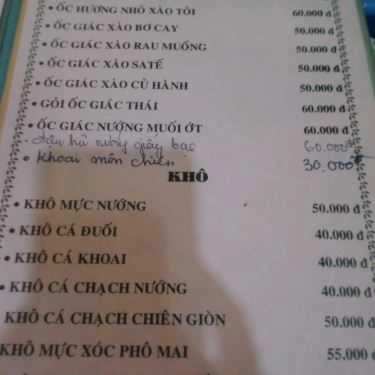 • ỐC HƯƠNG NHỎ XÀO TỎI 60.000 đ
• ỐC GIÁC XÀO BƠ CAY 50.000 đ
• ỐC GIÁC XÀO RAU MUỐNG 50.000 đ
• ỐC GIÁC XÀO SATẾ 50.000 đ
• ỐC GIÁC XÀO CỦ HÀNH 50.000 đ
• GỎI ỐC GIÁC THÁI 60.000 đ
• ỐC GIÁC NƯỚNG MUỐI ỚT 60.000 đ
đậu hũ nướng giấy bạc 60.000đ
• Khoai môn chiên 30.000đ
KHÔ
• KHÔ MỰC NƯỚNG 50.000 đ
• KHÔ CÁ ĐUỐI 40.000 đ
• KHÔ CÁ KHOAI 40.000 đ
• KHÔ CÁ CHẠCH NƯỚNG 40.000 đ
KHÔ CÁ CHẠCH CHIÊN GIÒN 50.000 đ
KHÔ MỰC XÓC PHÔ MAI 55.000 đ